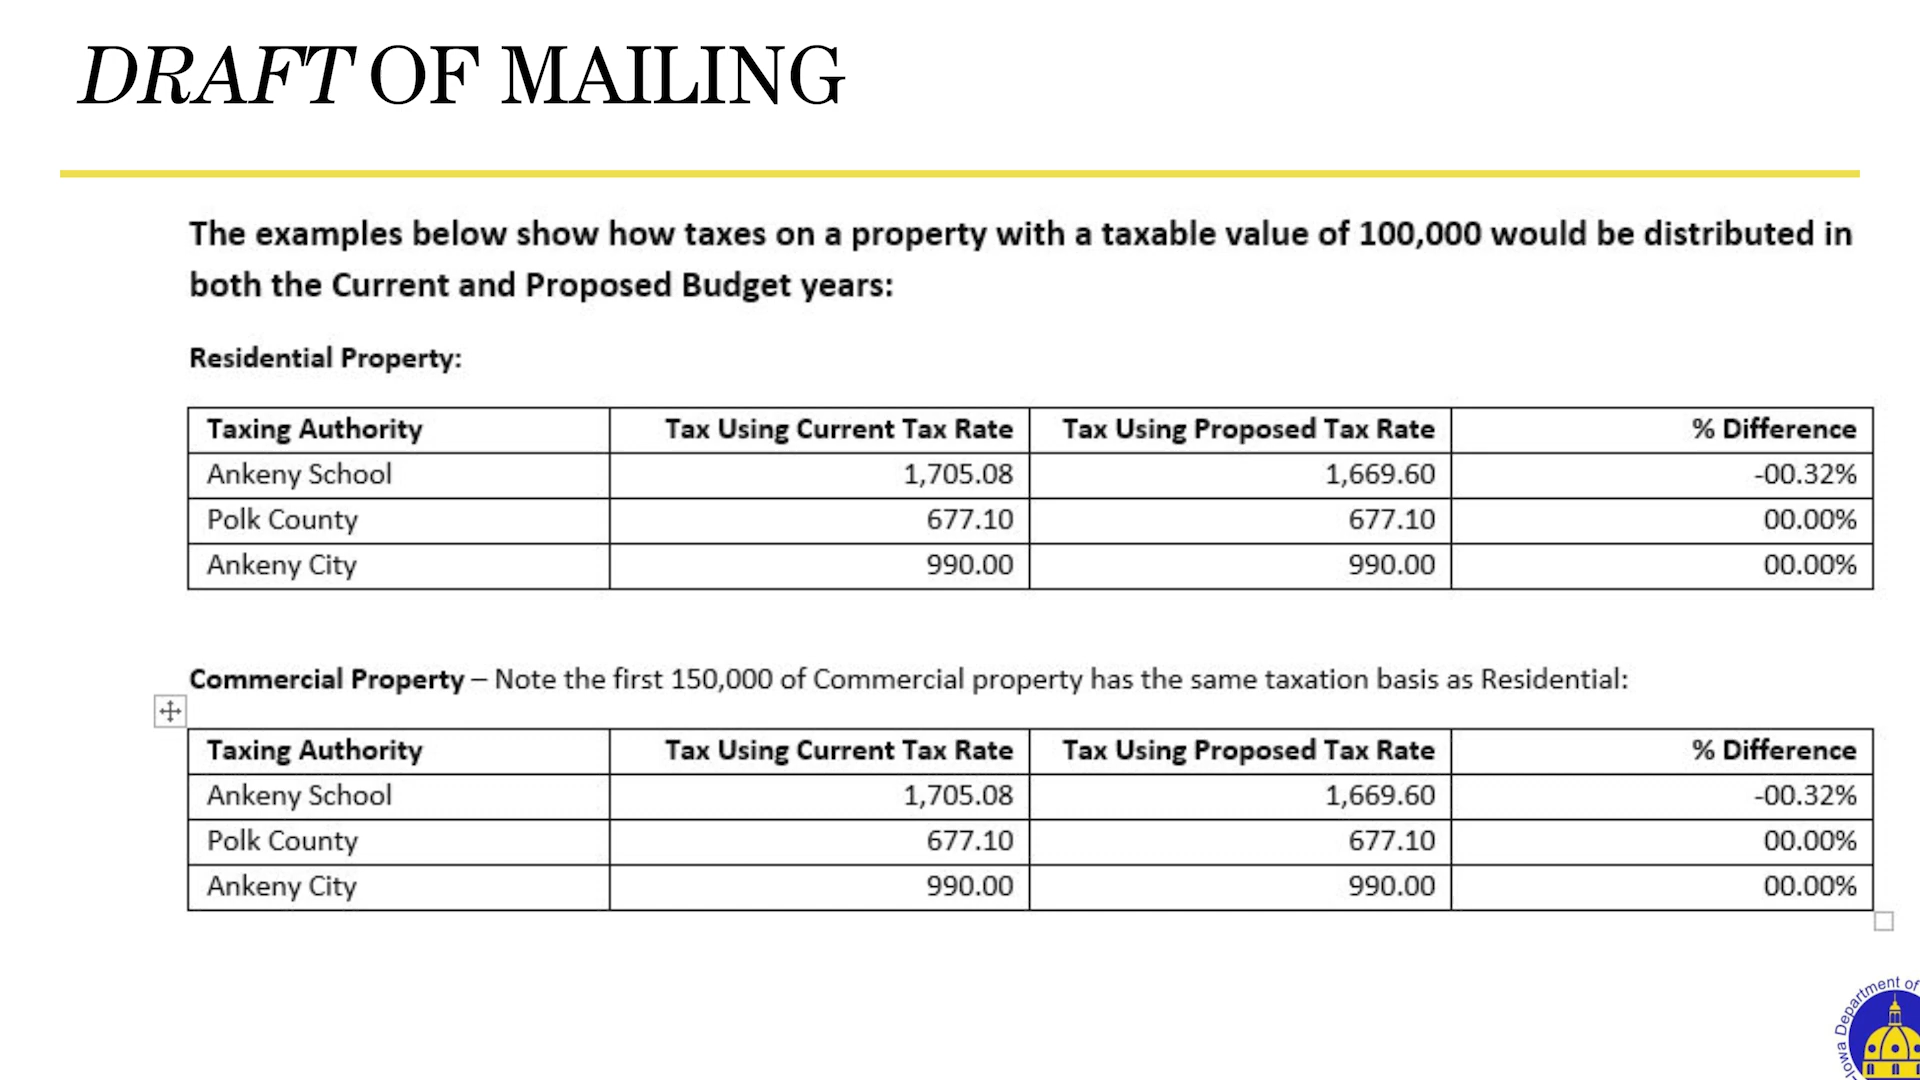 DRAFT OF MAILING
The examples below show how taxes on a property with a taxable value of 100,000 would be distributed in
both the Current and Proposed Budget years:
Residential Property:
Taxing Authority Tax Using Current Tax Rate Tax Using Proposed Tax Rate % Difference
Ankeny School 1,705.08 1,669.60 -00.32%
Polk County 677.10 677.10 00.00%
Ankeny City 990.00 990.00 00.00%
Commercial Property – Note the first 150,000 of Commercial property has the same taxation basis as Residential:
Taxing Authority Tax Using Current Tax Rate Tax Using Proposed Tax Rate % Difference
Ankeny School 1,705.08 1,669.60 -00.32%
Polk County 677.10 677.10 00.00%
Ankeny City 990.00 990.00 00.00%
Iowa Department of